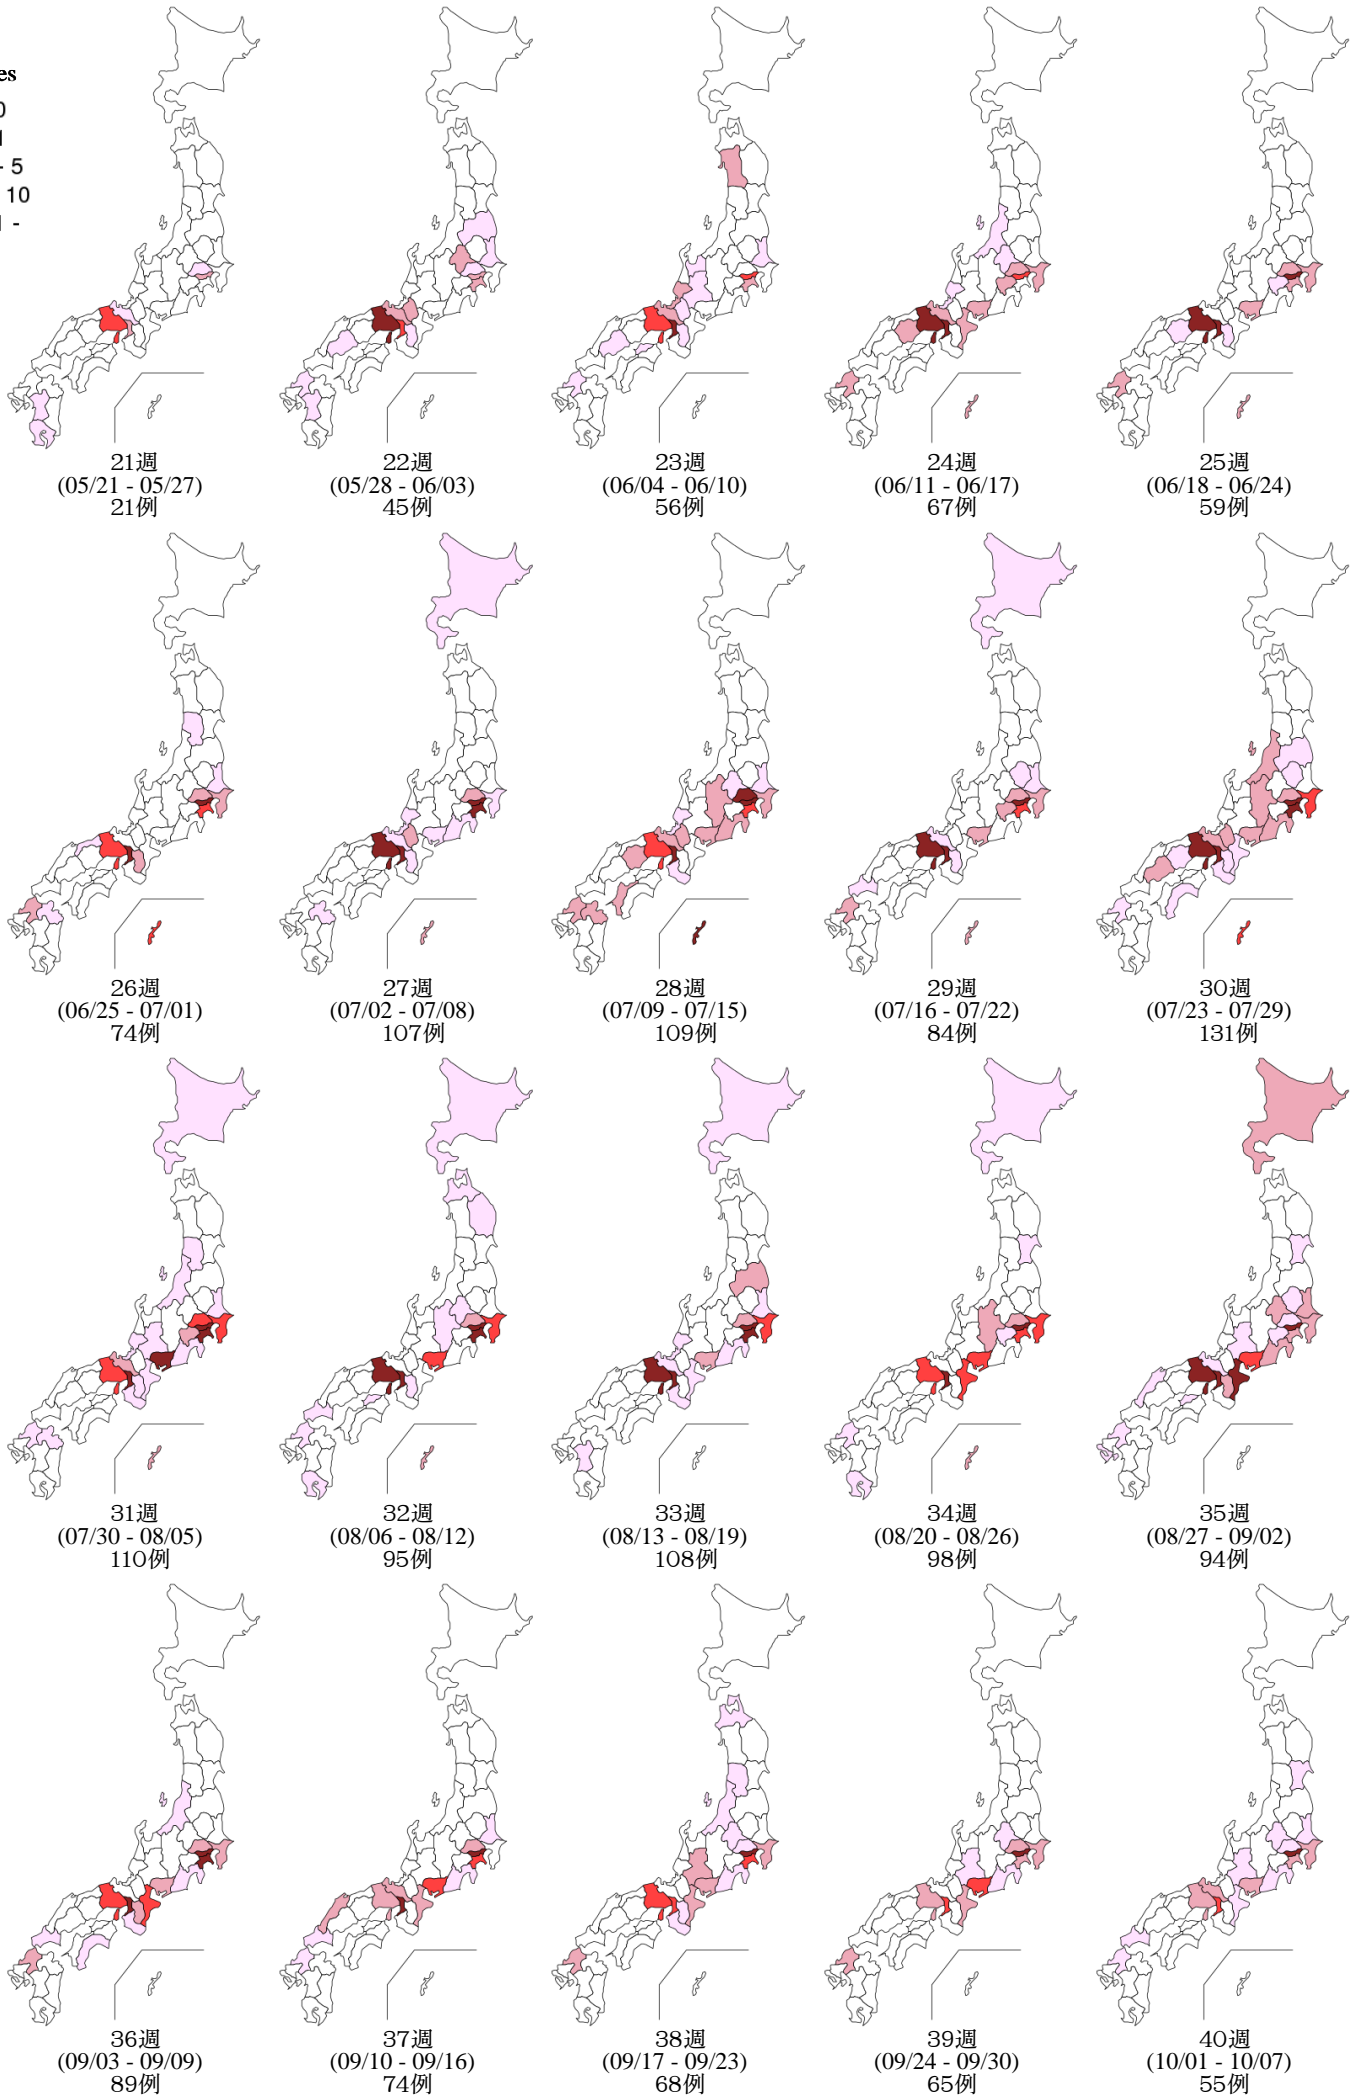 es
0
1
- 5
10
1 -
21週
(05/21 - 05/27)
21例
22週
(05/28 - 06/03)
45例
23週
(06/04 - 06/10)
56例
24週
(06/11 - 06/17)
67例
25週
(06/18 - 06/24)
59例
26週
(06/25 - 07/01)
74例
27週
(07/02 - 07/08)
107例
28週
(07/09 - 07/15)
109例
29週
(07/16 - 07/22)
84例
30週
(07/23 - 07/29)
131例
31週
(07/30 - 08/05)
110例
32週
(08/06 - 08/12)
95例
33週
(08/13 - 08/19)
108例
34週
(08/20 - 08/26)
98例
35週
(08/27 - 09/02)
94例
36週
(09/03 - 09/09)
89例
37週
(09/10 - 09/16)
74例
38週
(09/17 - 09/23)
68例
39週
(09/24 - 09/30)
65例
40週
(10/01 - 10/07)
55例